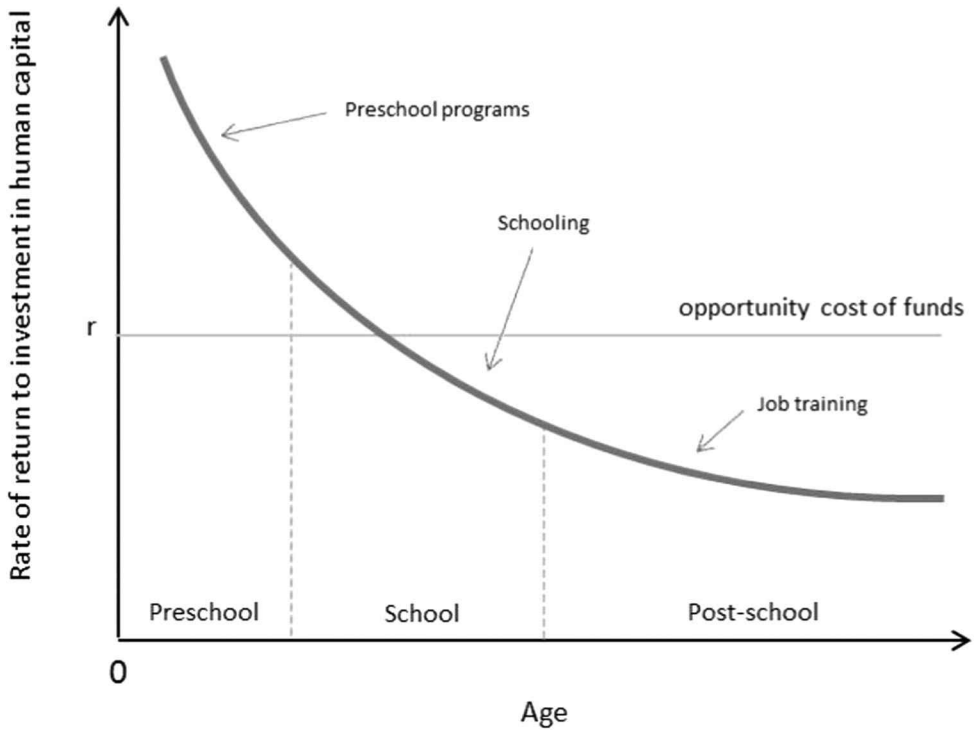 Rate of return to investment in human capital
Preschool programs
Schooling
opportunity cost of funds
r
Job training
Preschool
School
Post-school
0
Age